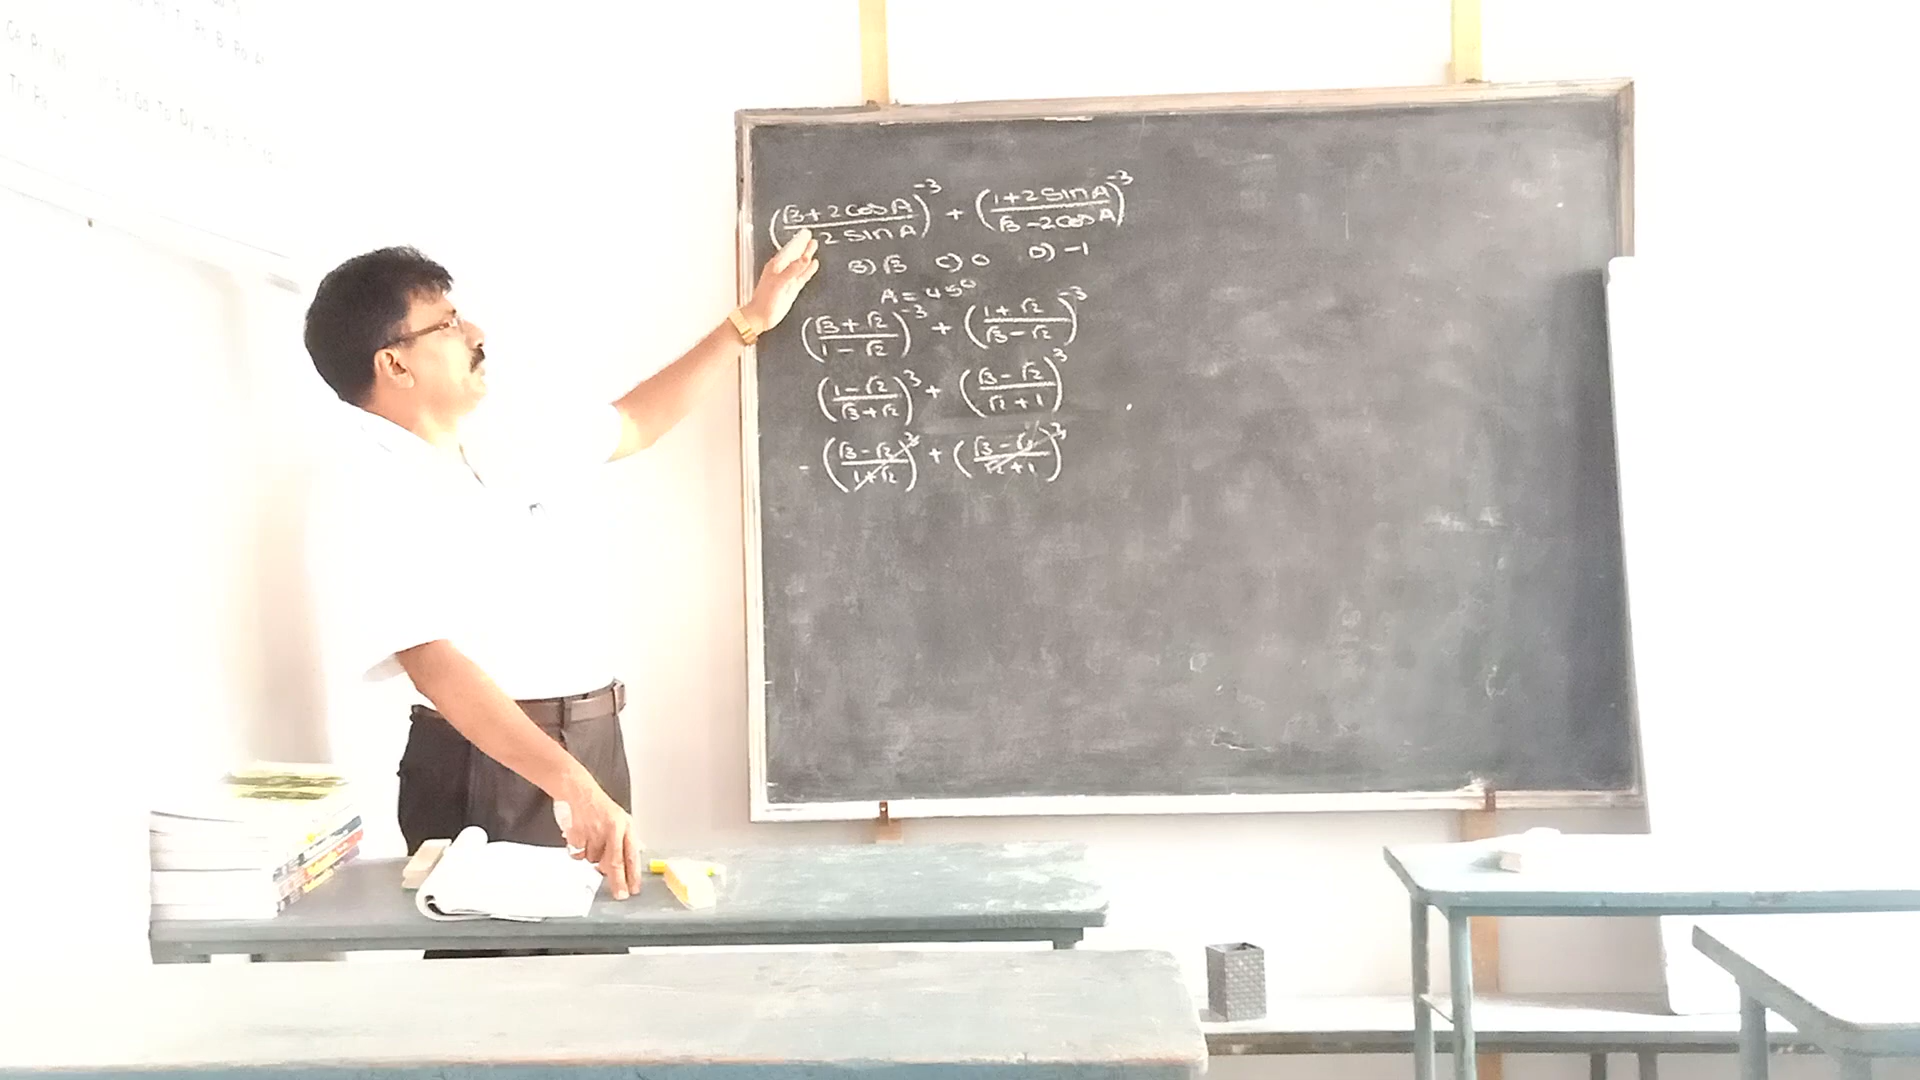 (√3+2cosA / 2 sinA)⁻³ + (1+2sinA / √3-2cosA)⁻³
B) √3 C) 0 D) -1
A = 45°
(√3+√2 / 1-√2)⁻³ + (1+√2 / √3-√2)⁻³
(1-√2 / √3+√2)³ + (√3-√2 / √2+1)³
- (√3-√2 / 1+√2)³ + (√3-√2 / √2+1)³